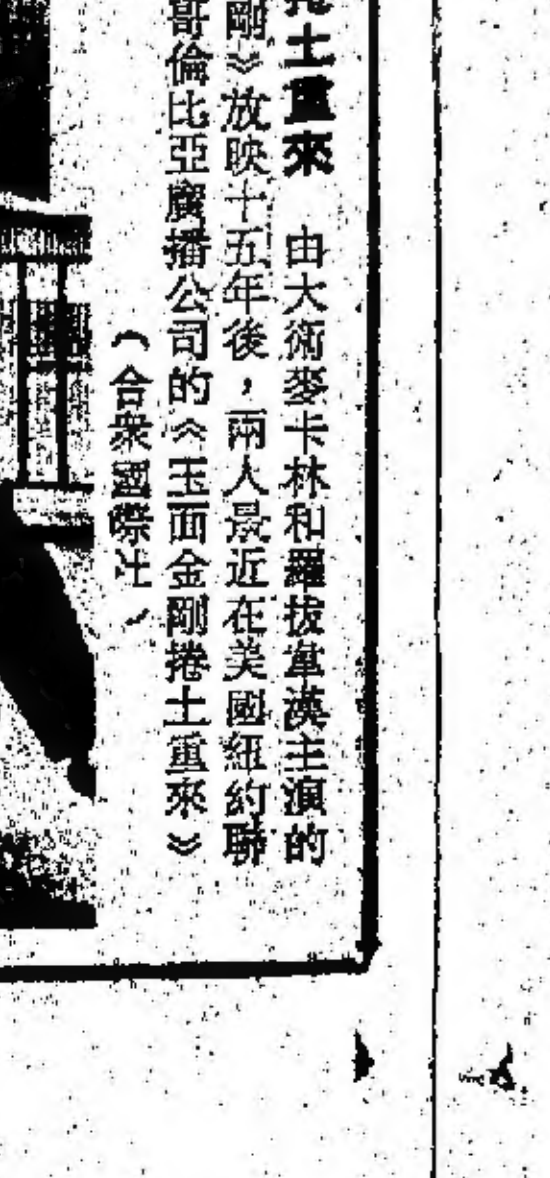 捲土重來　由大衛麥卡林和羅拔韋漢主演的
剛》放映十五年後，兩人最近在美國紐約聯
哥倫比亞廣播公司的《玉面金剛捲土重來》
（合衆國際社）